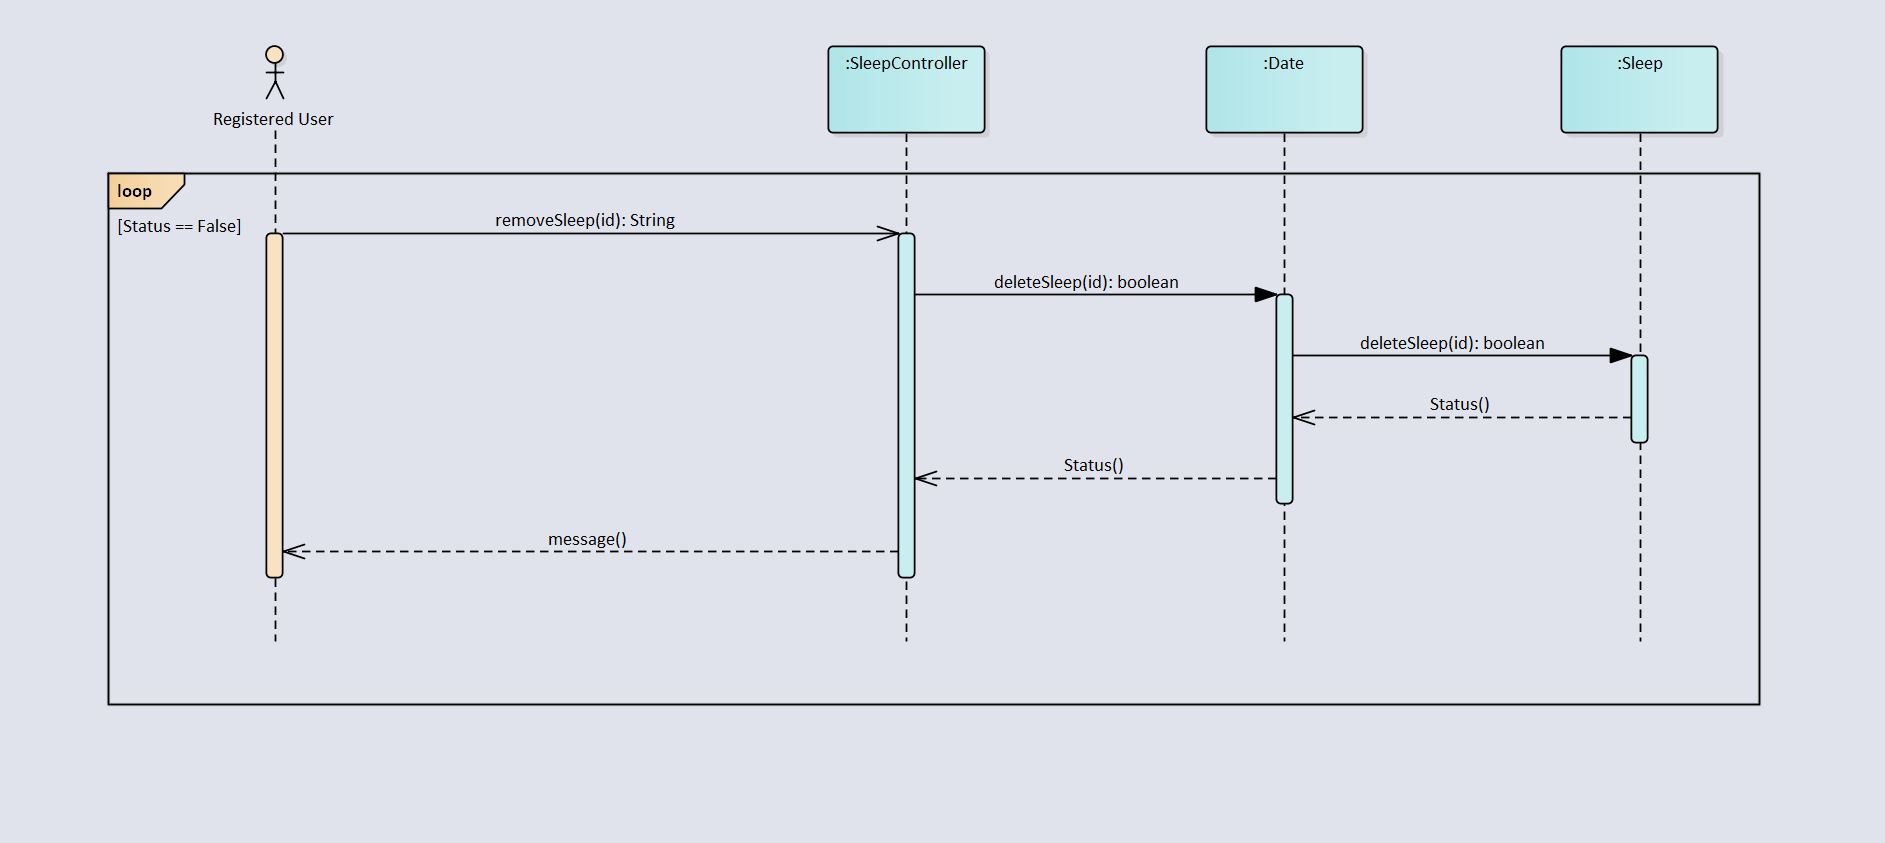 :SleepController
:Date
:Sleep
Registered User
loop
[Status == False]
removeSleep(id): String
deleteSleep(id): boolean
deleteSleep(id): boolean
Status()
Status()
message()